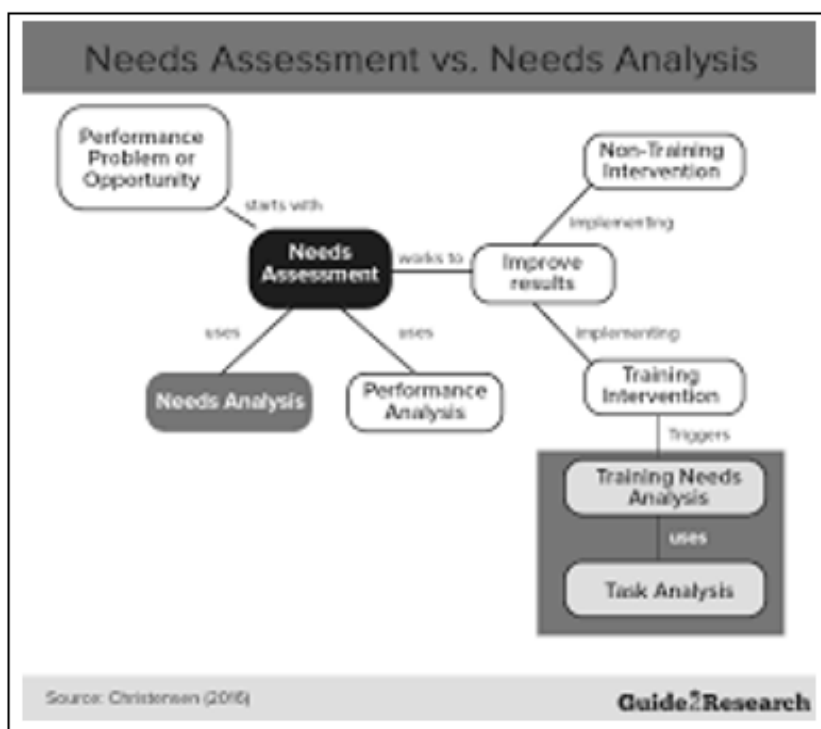 Needs Assessment vs. Needs Analysis
Performance
Problem or
Opportunity
starts with
Needs
Assessment
works to
Improve
results
implementing
Non-Training
Intervention
implementing
Training
Intervention
uses
uses
Needs Analysis
Performance
Analysis
Triggers
Training Needs
Analysis
uses
Task Analysis
Source: Christensen (2016)
Guide2Research